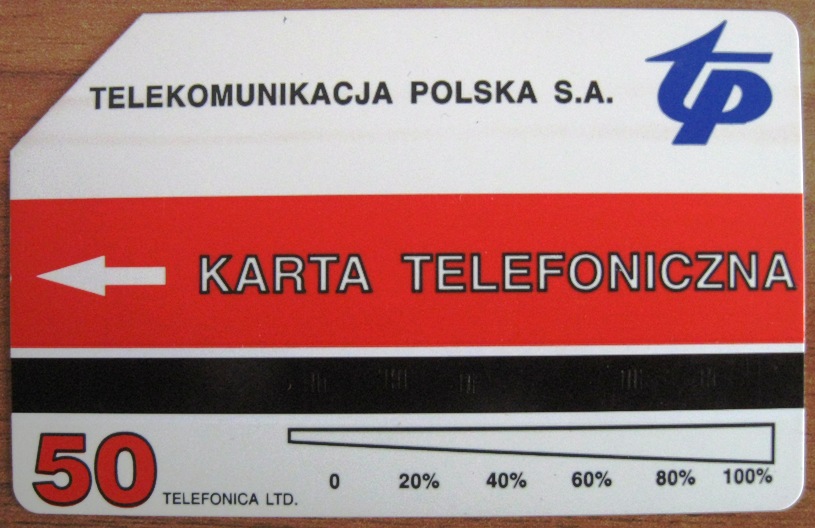 TELEKOMUNIKACJA POLSKA S.A.
tp
KARTA TELEFONICZNA
50
TELEFONICA LTD.
0 20% 40% 60% 80% 100%